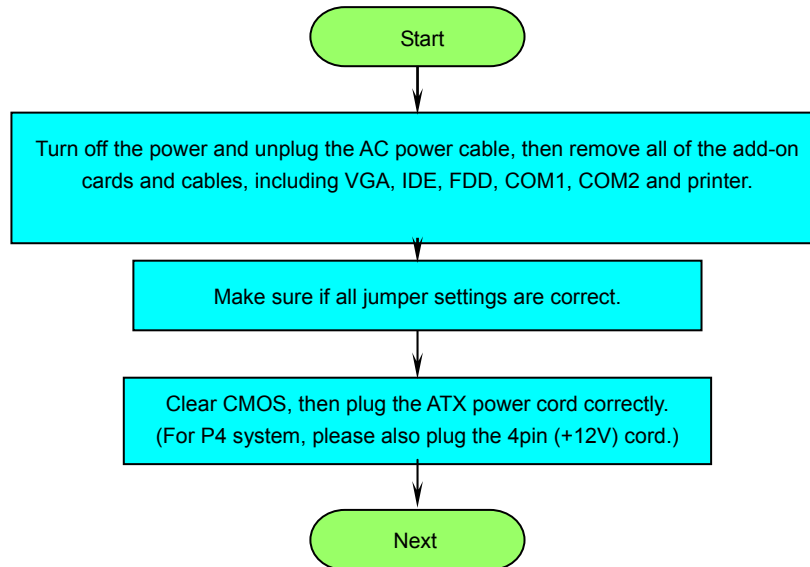 Start
Turn off the power and unplug the AC power cable, then remove all of the add-on
cards and cables, including VGA, IDE, FDD, COM1, COM2 and printer.
Make sure if all jumper settings are correct.
Clear CMOS, then plug the ATX power cord correctly.
(For P4 system, please also plug the 4pin (+12V) cord.)
Next